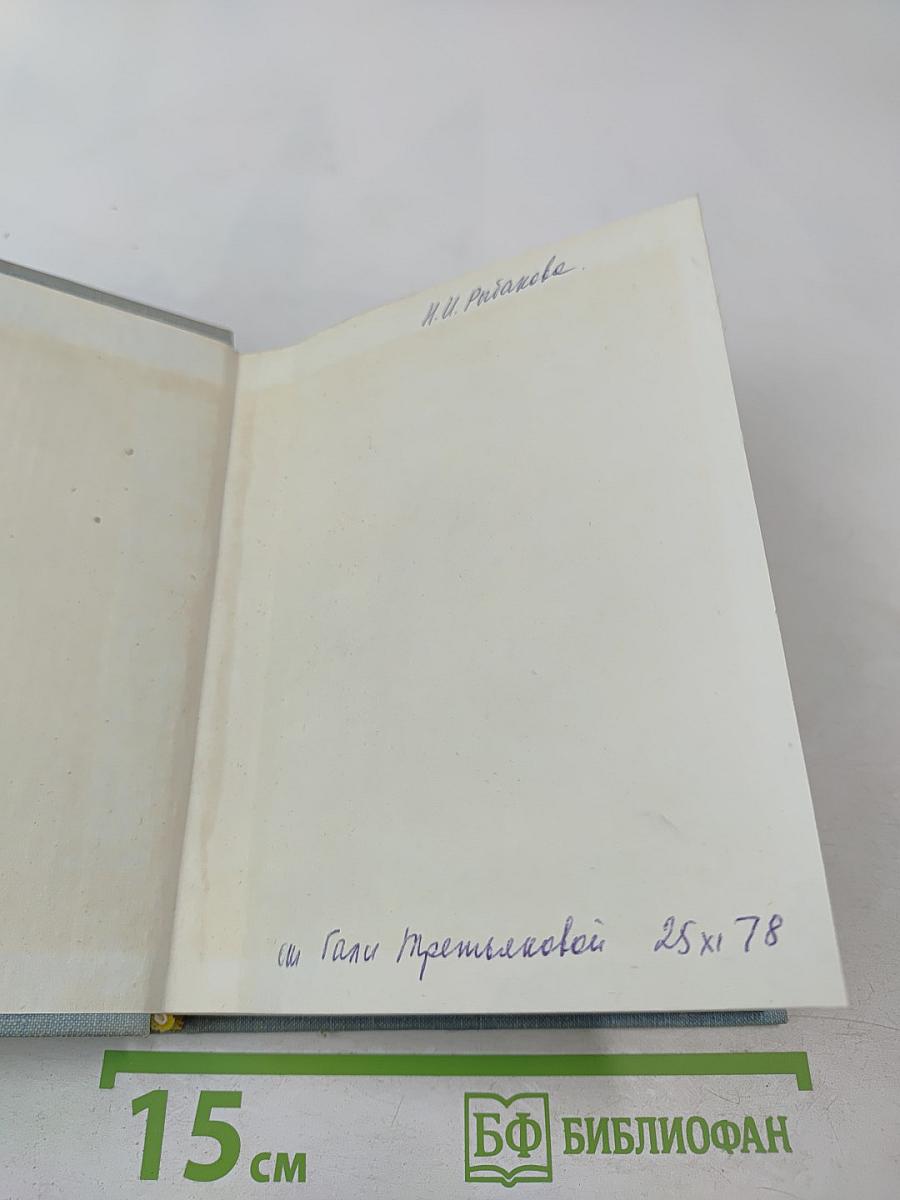 Н.И. Рыбакова.
от Гали Третьяковой 25 XI 78
15 см
БФ БИБЛИОФАН